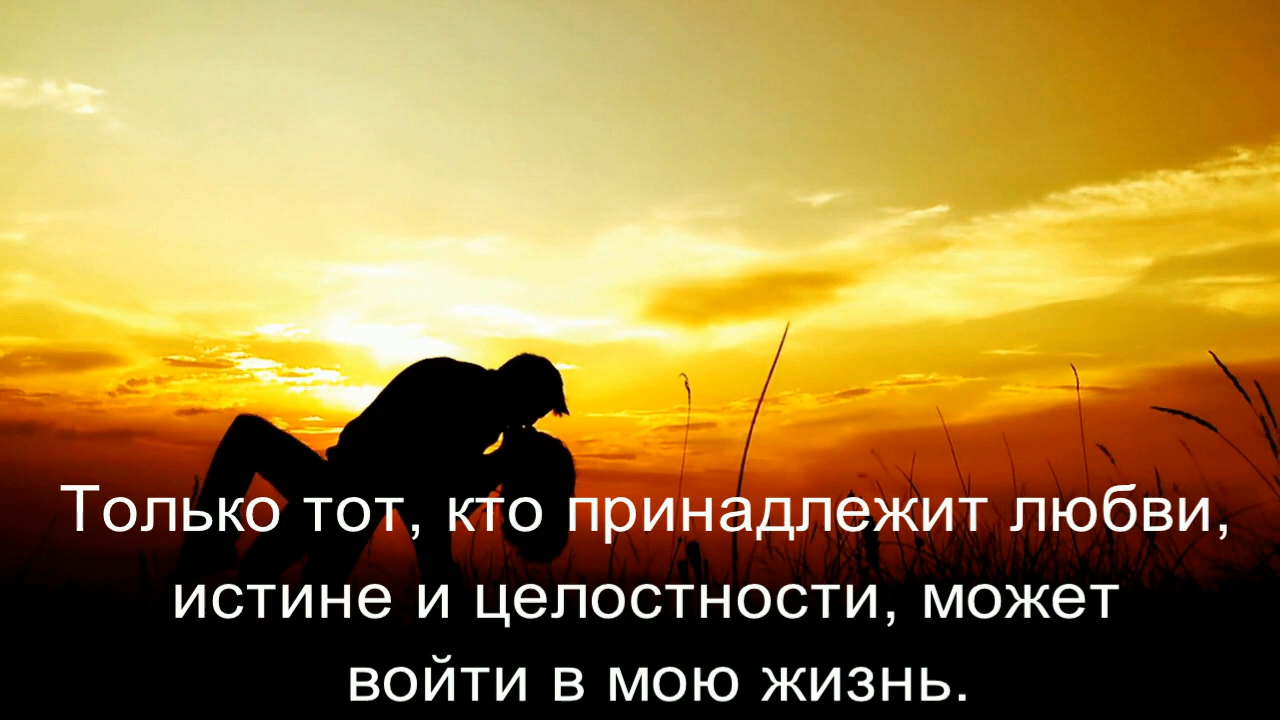 Только тот, кто принадлежит любви,
истине и целостности, может
войти в мою жизнь.